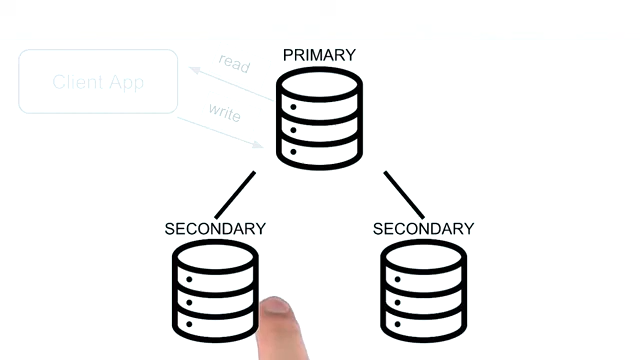 PRIMARY
read
Client App
write
SECONDARY
SECONDARY